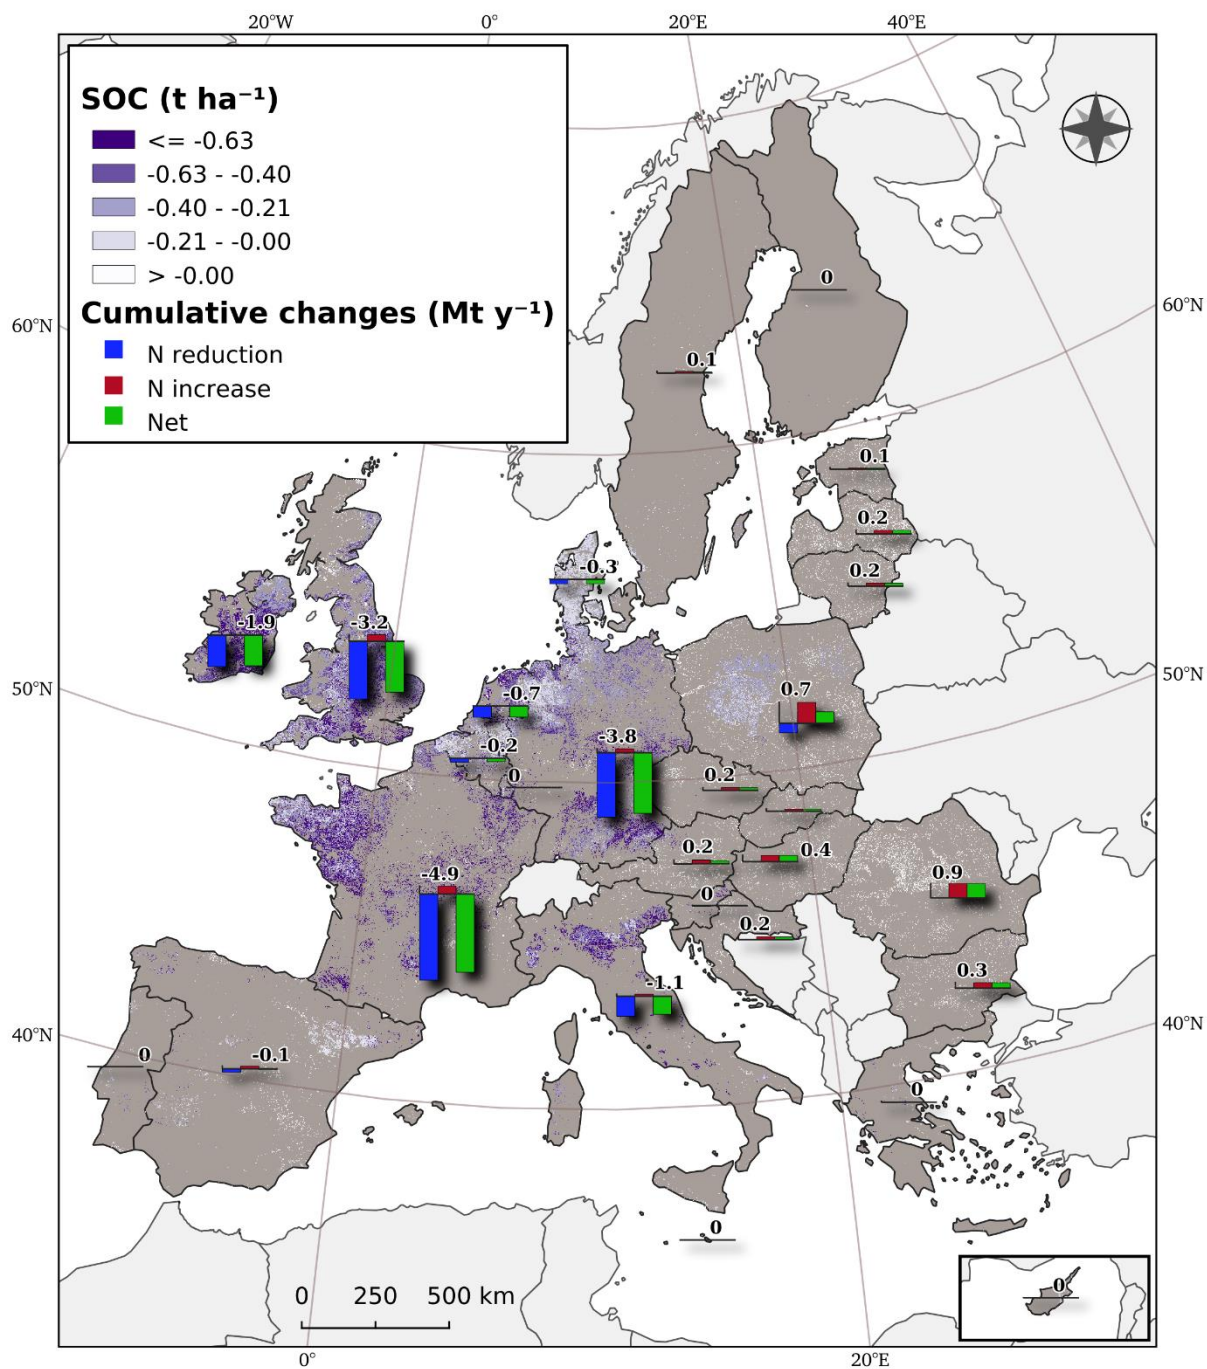 20°W 0° 20°E 40°E
SOC (t ha⁻¹)
<= -0.63
-0.63 - -0.40
-0.40 - -0.21
-0.21 - -0.00
> -0.00
Cumulative changes (Mt y⁻¹)
N reduction
N increase
Net
0
60°N 60°N
0.1
0.1
0.2
-0.3
0.2
-1.9 -3.2
50°N 50°N
-0.7 0.7
-3.8
-0.2
0 0.2
0.2 0.4
-4.9 0.9
0
0.2
0.3
-1.1
40°N 40°N
0 -0.1
0
0
0
0 250 500 km
0° 20°E